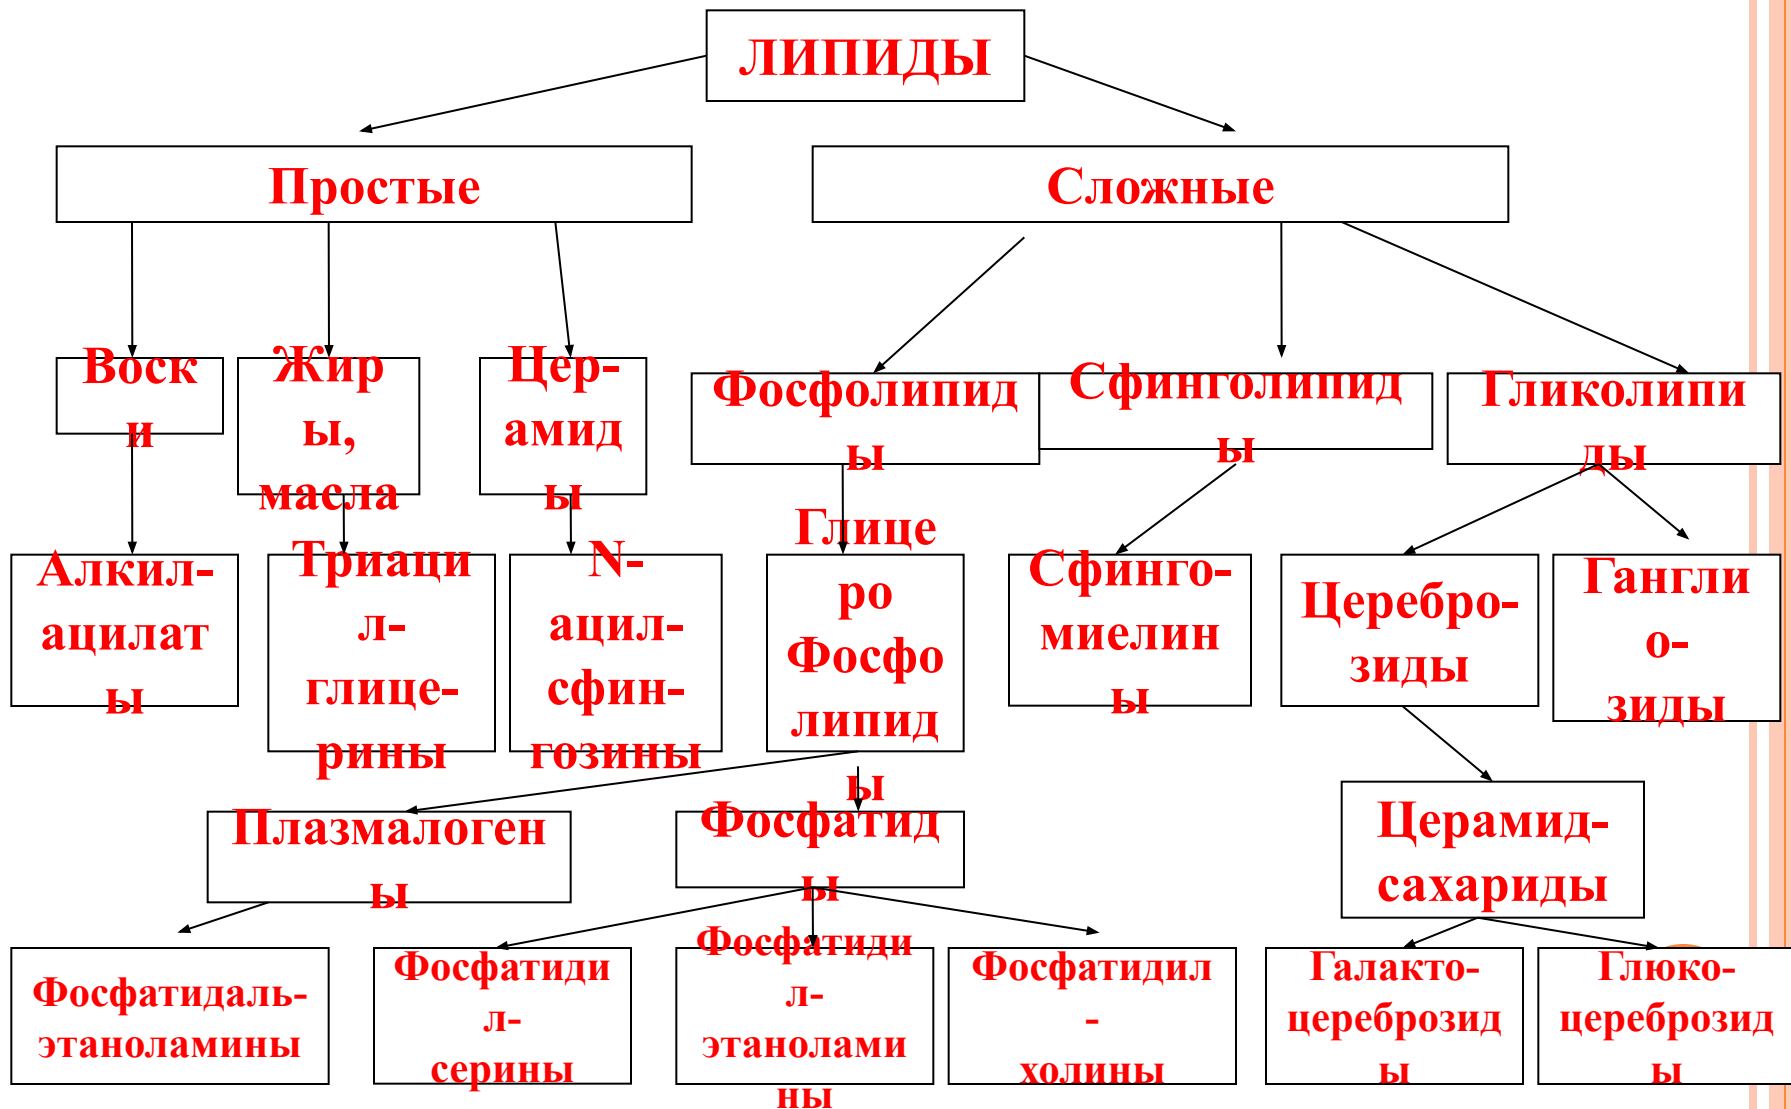 ЛИПИДЫ
Простые
Сложные
Воск
и
Жир
ы,
масла
Цер-
амид
ы
Фосфолипид
ы
Сфинголипид
ы
Гликолипи
ды
Алкил-
ацилат
ы
Триаци
л-
глице-
рины
N-
ацил-
сфин-
гозины
Глице
ро
Фосфо
липид
ы
Сфинго-
миелин
ы
Церебро-
зиды
Гангли
о-
зиды
Плазмалоген
ы
Фосфатид
ы
Церамид-
сахариды
Фосфатидаль-
этаноламины
Фосфатиди
л-
серины
Фосфатиди
л-
этанолами
ны
Фосфатидил
-
холины
Галакто-
цереброзид
ы
Глюко-
цереброзид
ы